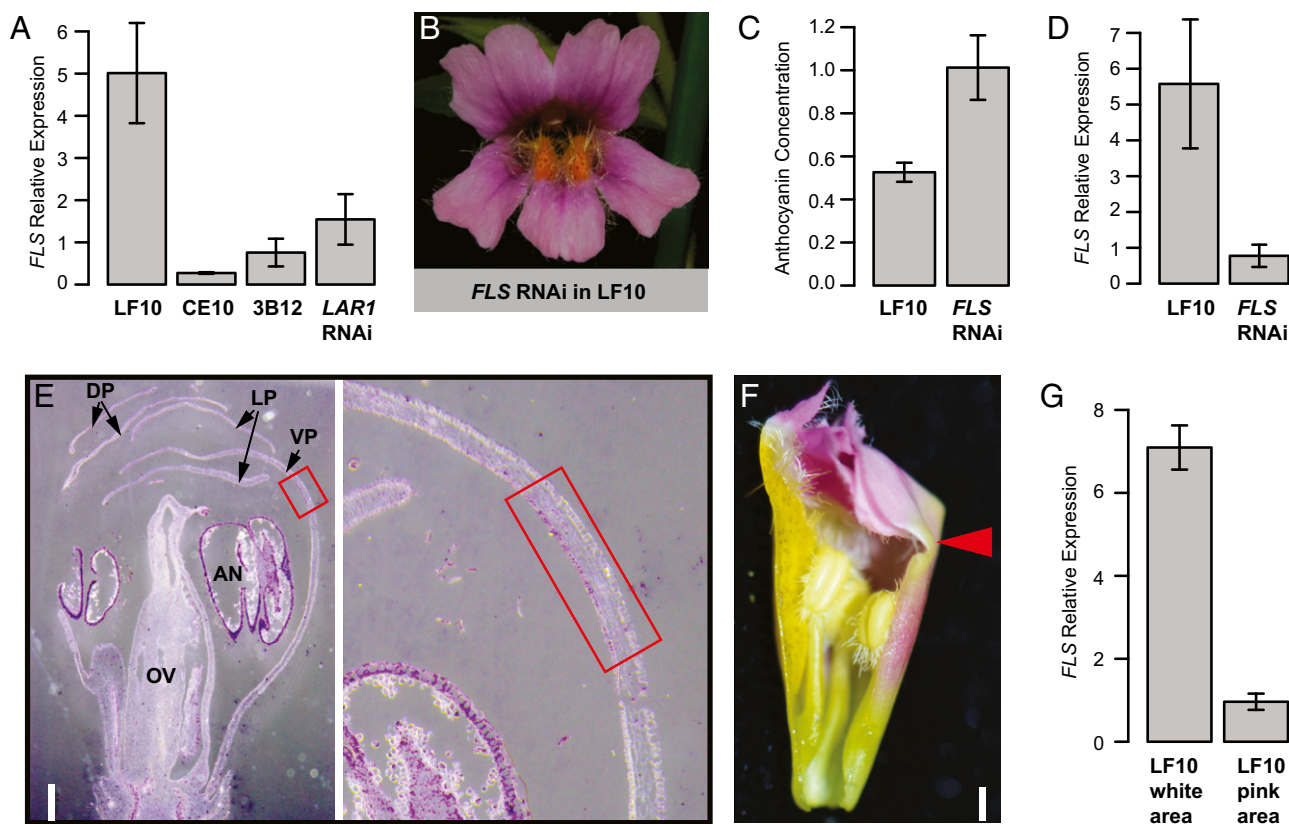 A
FLS Relative Expression
6
5
4
3
2
1
0
LF10 CE10 3B12 LAR1
RNAi
B
FLS RNAi in LF10
C
Anthocyanin Concentration
1.2
1.0
0.8
0.6
0.4
0.2
0.0
LF10 FLS
RNAi
D
FLS Relative Expression
7
6
5
4
3
2
1
0
LF10 FLS
RNAi
E
DP
LP
VP
AN
OV
F
G
FLS Relative Expression
8
6
4
2
0
LF10 LF10
white pink
area area